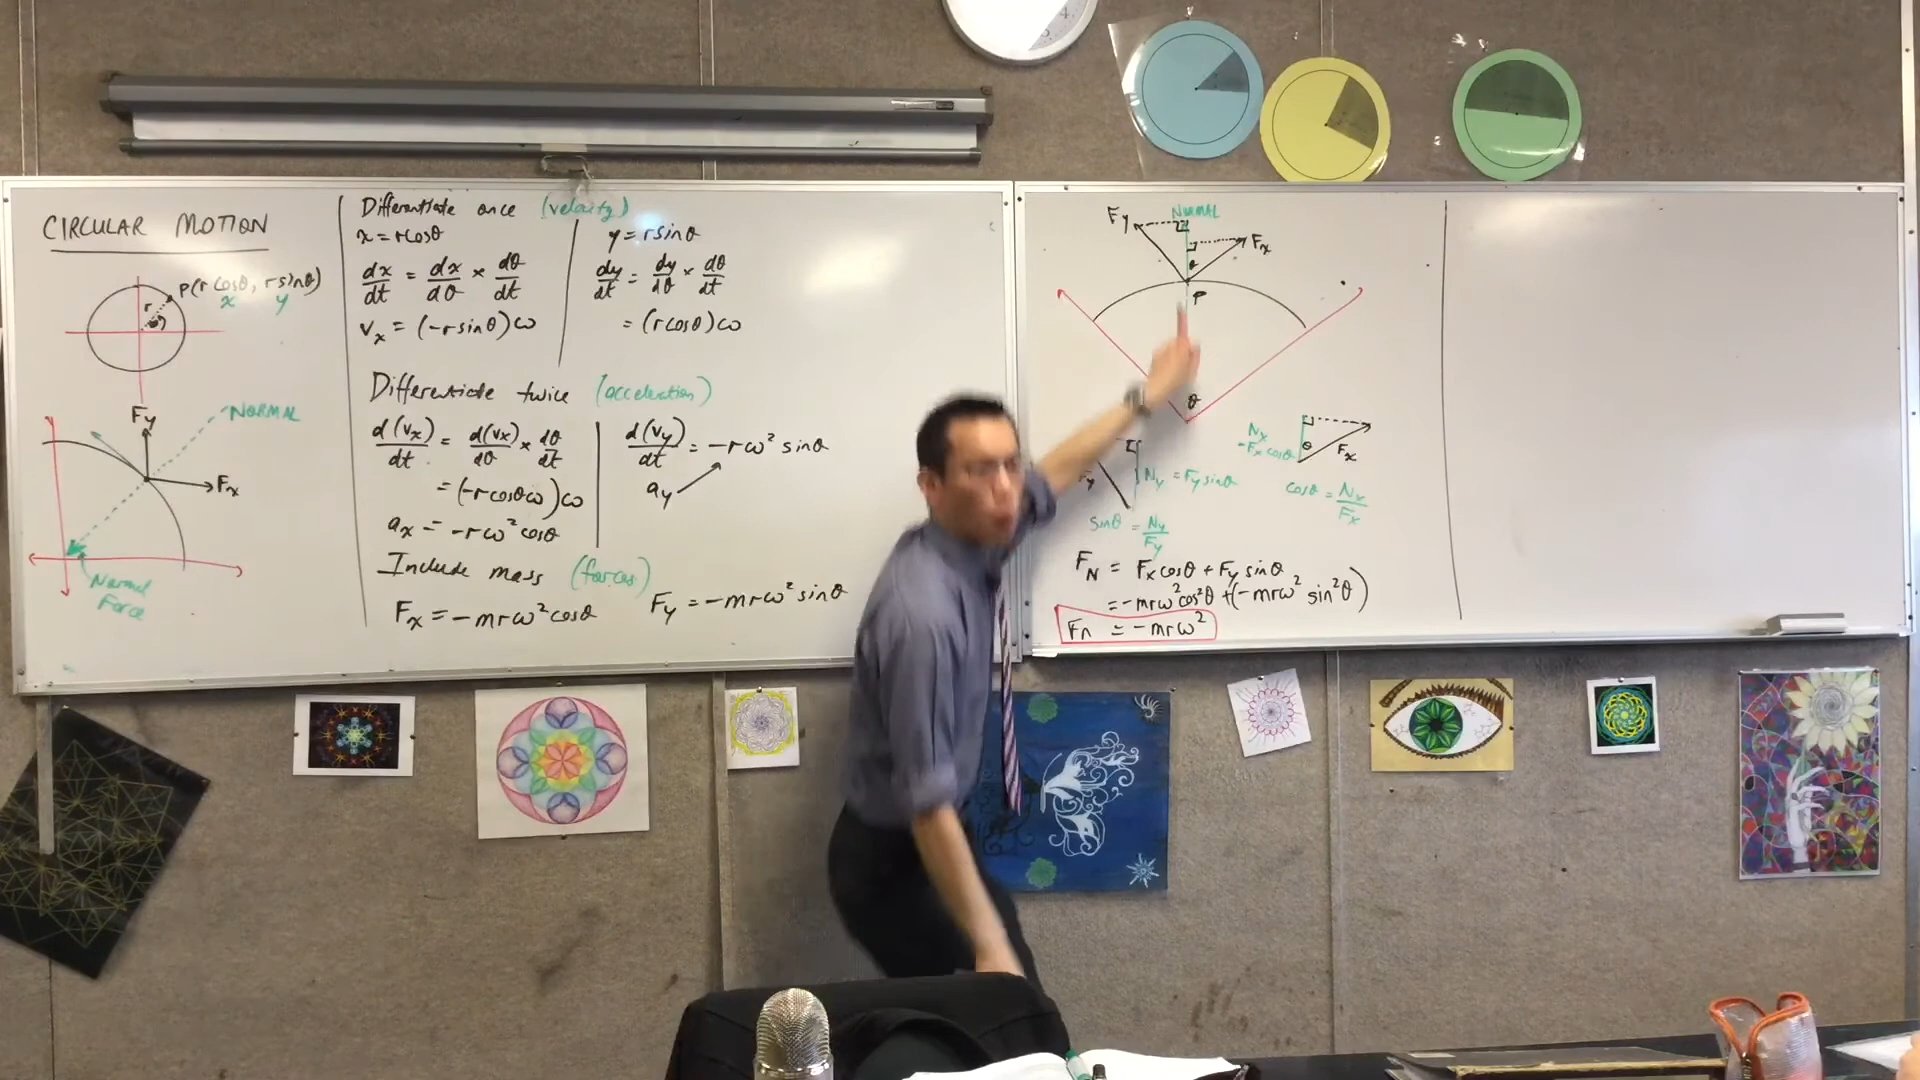 CIRCULAR MOTION
P(r cosθ, r sinθ)
x y
r
θ
Fy
NORMAL
Fx
Normal
Force
Differentiate once (velocity)
x = r cosθ
dx/dt = dx/dθ × dθ/dt
vx = (-r sinθ) ω
y = r sinθ
dy/dt = dy/dθ × dθ/dt
= (r cosθ) ω
Differentiate twice (acceleration)
d(vx)/dt = d(vx)/dθ × dθ/dt
= (-r cosθ ω) ω
ax = -rω² cosθ
d(vy)/dt = -rω² sinθ
ay
Include mass (forces)
Fx = -mrω² cosθ
Fy = -mrω² sinθ
Fy
NORMAL
Fx
θ
P
θ
Ny = Fy sinθ
sinθ = Ny/Fy
Nx
-Fx cosθ
θ
Fx
cosθ = Nx/Fx
FN = Fx cosθ + Fy sinθ
= -mrω² cos²θ + (-mrω² sin²θ)
Fn = -mrω²